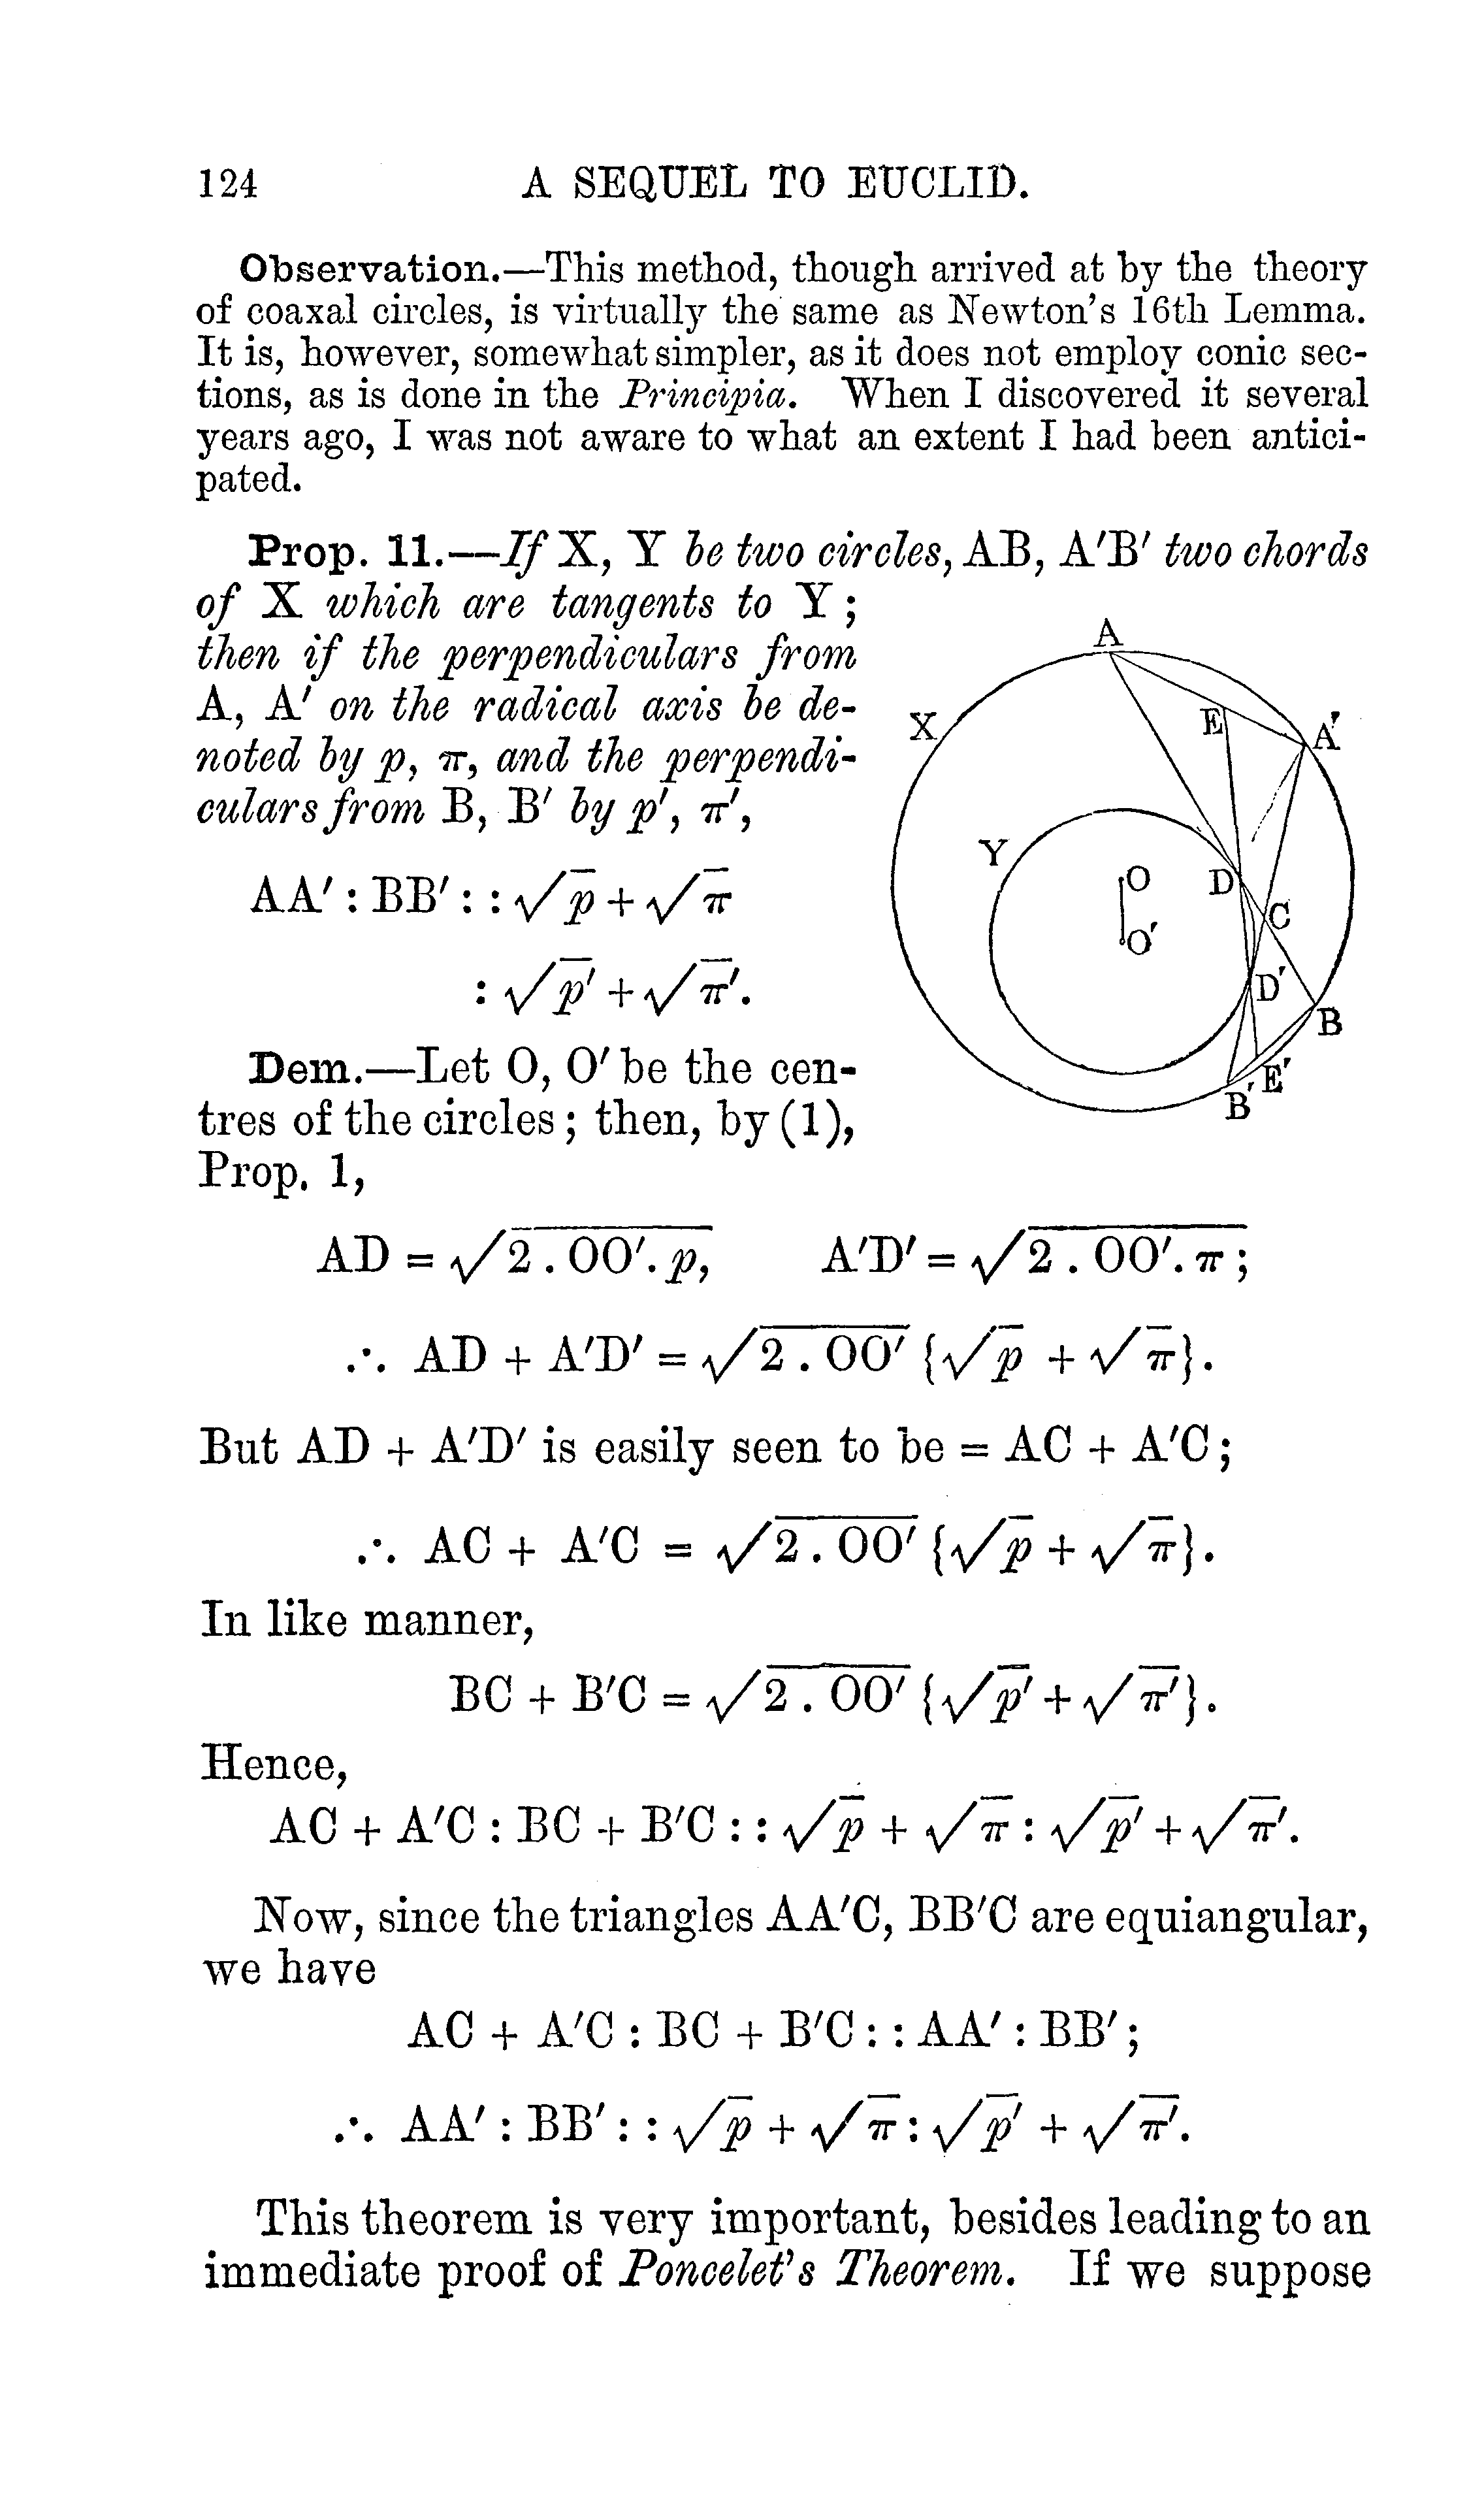 124 A SEQUEL TO EUCLID.
Observation.—This method, though arrived at by the theory
of coaxal circles, is virtually the same as Newton's 16th Lemma.
It is, however, somewhat simpler, as it does not employ conic sec-
tions, as is done in the Principia. When I discovered it several
years ago, I was not aware to what an extent I had been antici-
pated.
Prop. 11.—If X, Y be two circles, AB, A′B′ two chords
of X which are tangents to Y;
then if the perpendiculars from
A, A′ on the radical axis be de-
noted by p, π, and the perpendi-
culars from B, B′ by p′, π′,
AA′ : BB′ : : √p + √π
: √p′ + √π′.
Dem.—Let O, O′ be the cen-
tres of the circles; then, by (1),
Prop. 1,
A
X
E
A′
Y
O
D
C
O′
D′
B
E′
B′
AD = √2 . OO′. p, A′D′ = √2 . OO′. π;
∴ AD + A′D′ = √2 . OO′ {√p + √π}.
But AD + A′D′ is easily seen to be = AC + A′C;
∴ AC + A′C = √2 . OO′ {√p + √π}.
In like manner,
BC + B′C = √2 . OO′ {√p′ + √π′}.
Hence,
AC + A′C : BC + B′C : : √p + √π : √p′ + √π′.
Now, since the triangles AA′C, BB′C are equiangular,
we have
AC + A′C : BC + B′C : : AA′ : BB′;
∴ AA′ : BB′ : : √p + √π : √p′ + √π′.
This theorem is very important, besides leading to an
immediate proof of Poncelet's Theorem. If we suppose